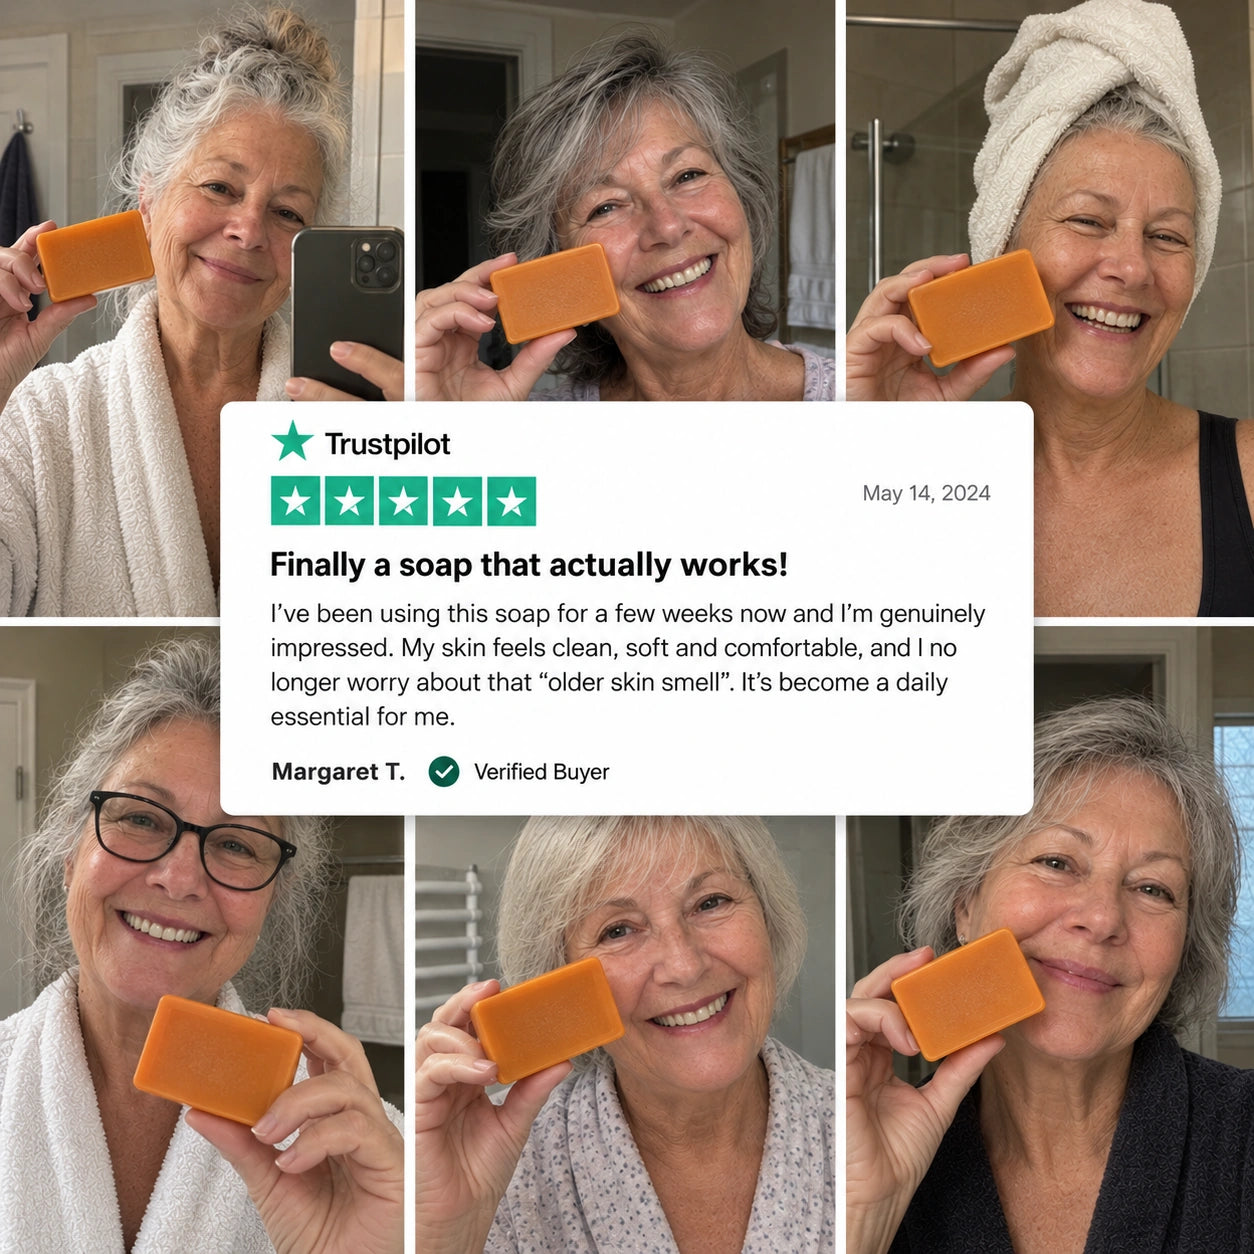 Trustpilot
May 14, 2024
Finally a soap that actually works!
I’ve been using this soap for a few weeks now and I’m genuinely
impressed. My skin feels clean, soft and comfortable, and I no
longer worry about that “older skin smell”. It’s become a daily
essential for me.
Margaret T. Verified Buyer